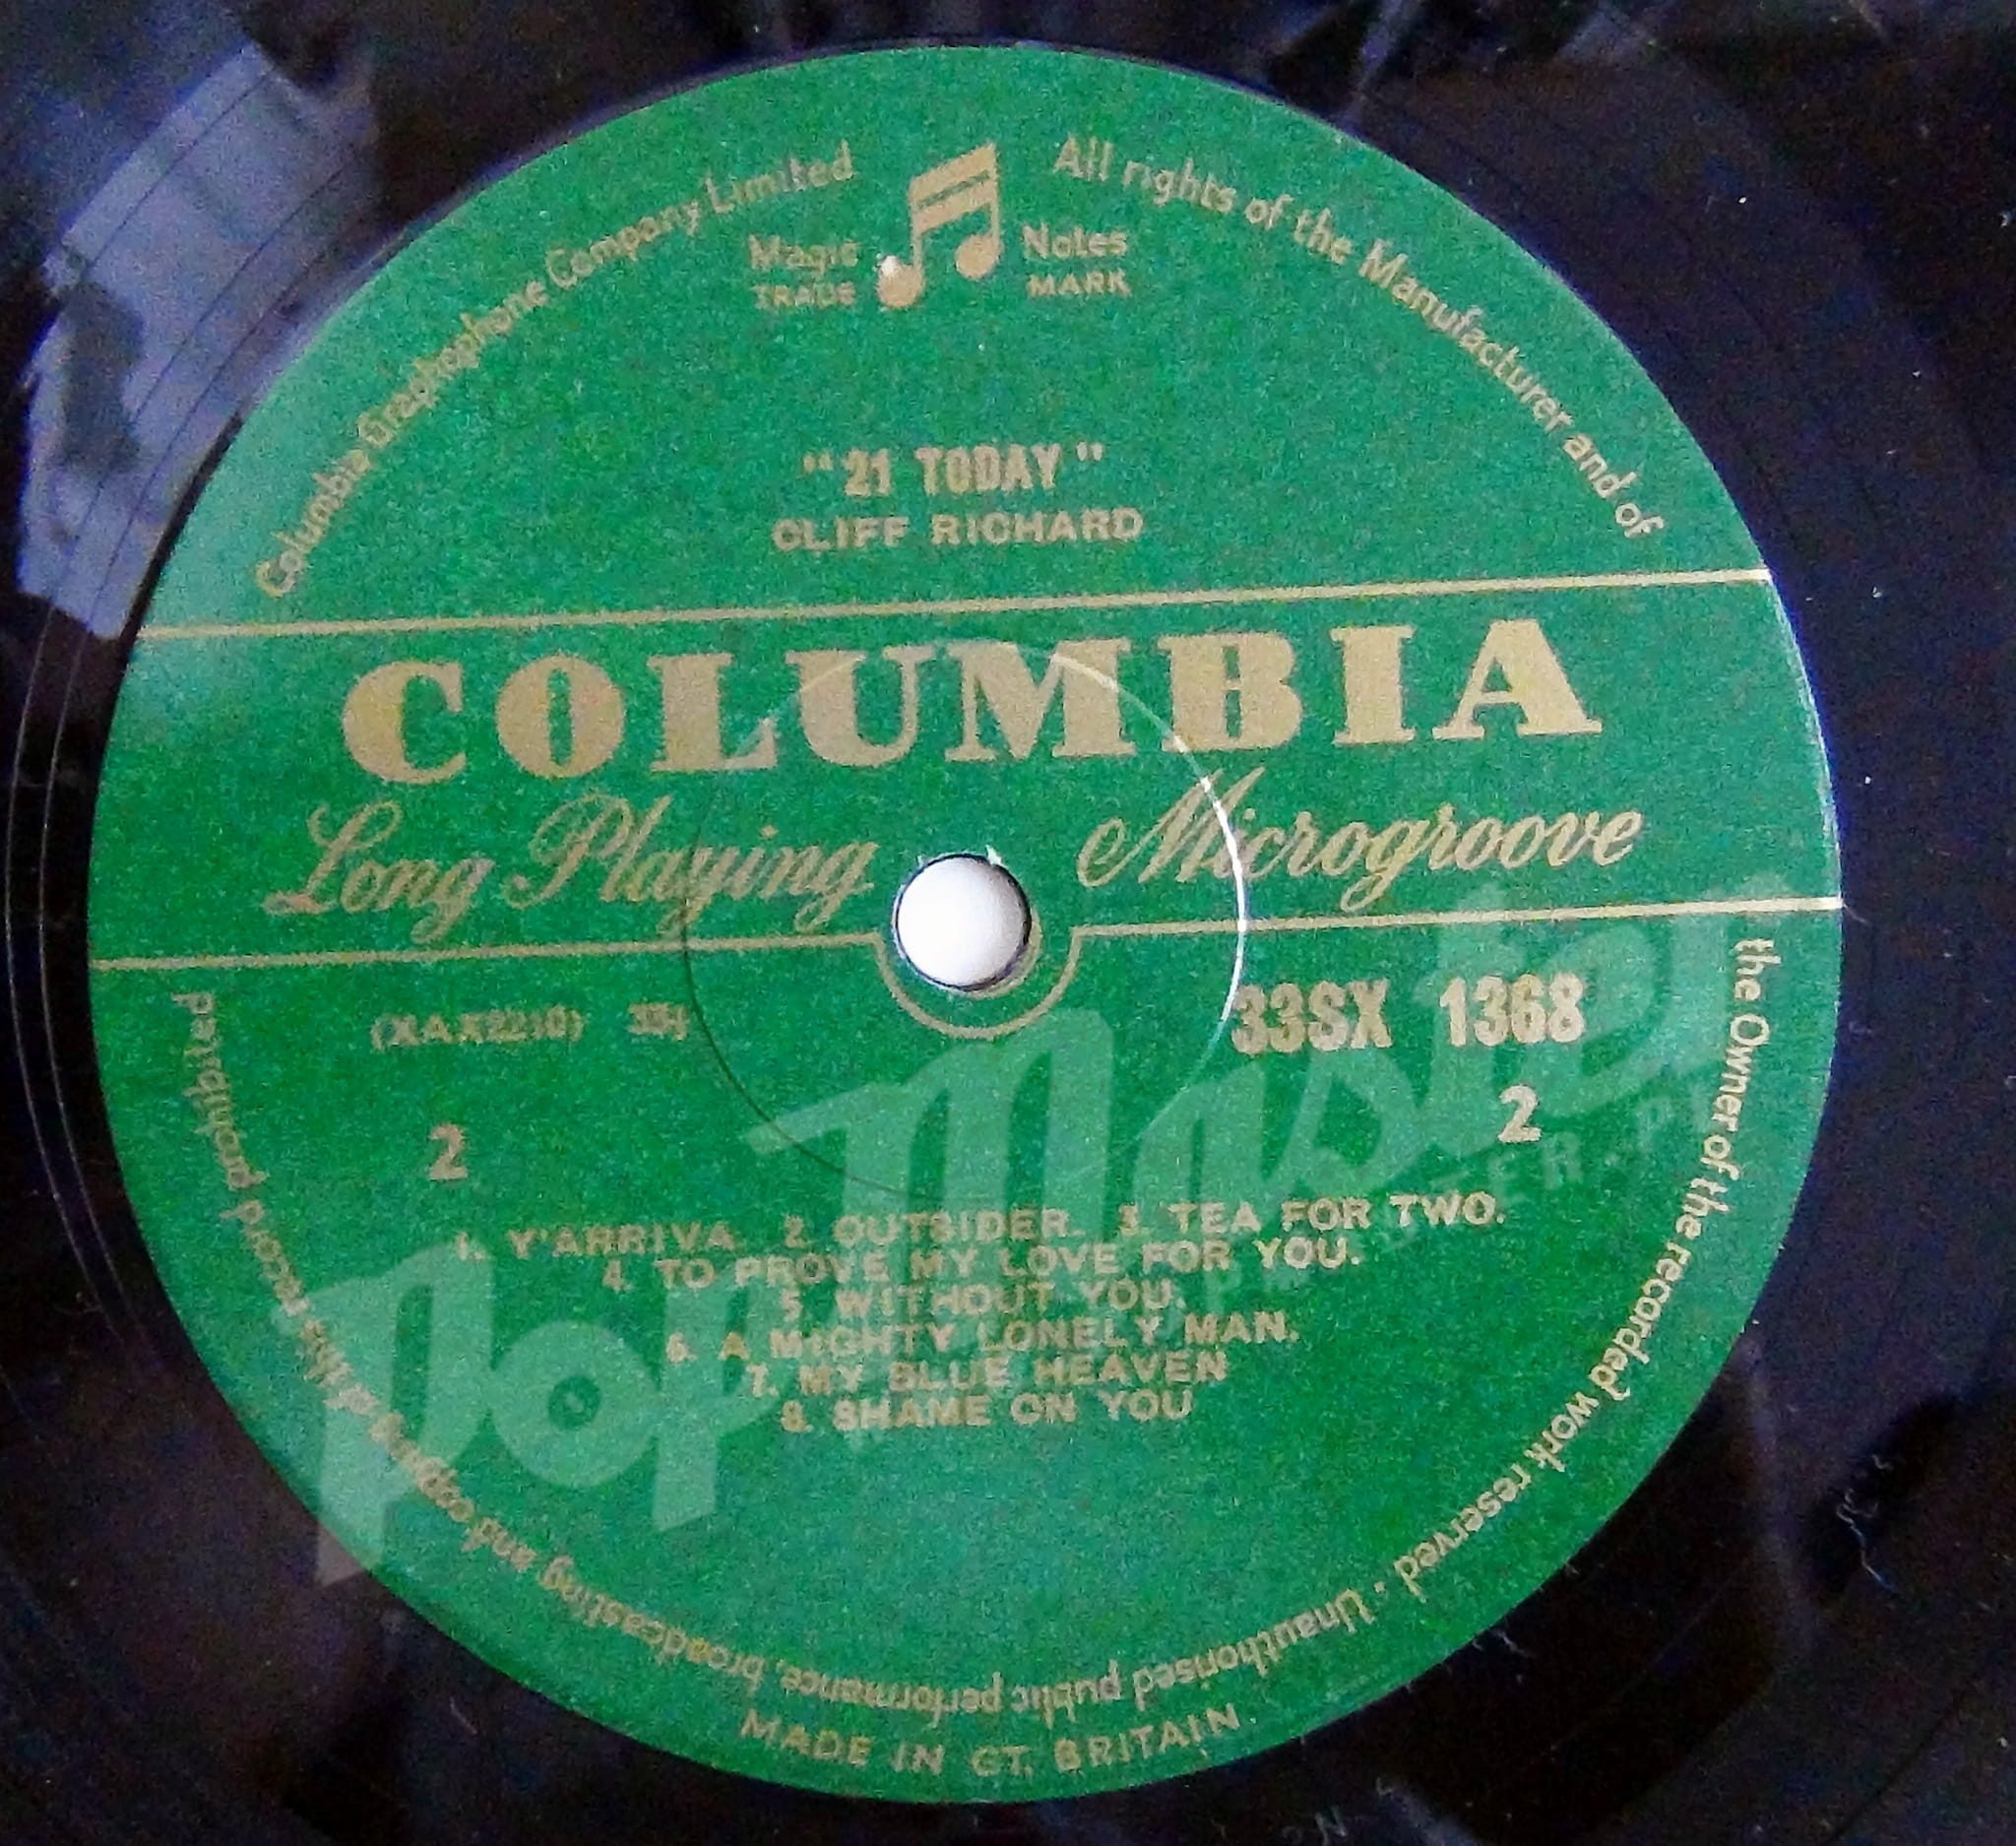 Columbia Graphophone Company Limited
All rights of the Manufacturer and of
the Owner of the recorded work reserved . Unauthorised public performance, broadcasting and copying of this record prohibited
Magic Notes
TRADE MARK
"21 TODAY"
CLIFF RICHARD
COLUMBIA
Long Playing Microgroove
33SX 1368
2 2
1. Y'ARRIVA 2. OUTSIDER. 3. TEA FOR TWO.
4. TO PROVE MY LOVE FOR YOU.
5. WITHOUT YOU.
6. A MIGHTY LONELY MAN.
7. MY BLUE HEAVEN
8. SHAME ON YOU
MADE IN GT. BRITAIN
Pop Master